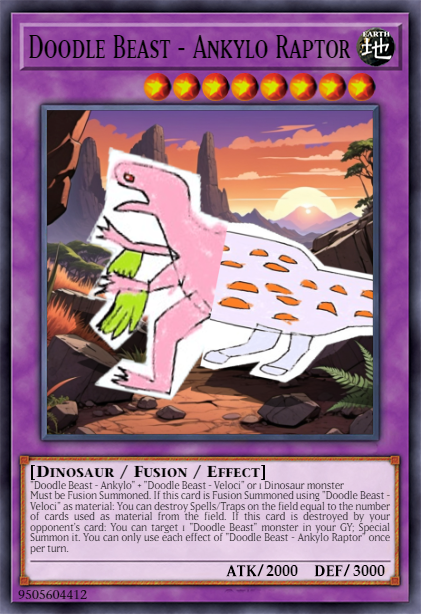 Doodle Beast - Ankylo Raptor
EARTH
地
[Dinosaur / Fusion / Effect]
"Doodle Beast - Ankylo" + "Doodle Beast - Veloci" or 1 Dinosaur monster
Must be Fusion Summoned. If this card is Fusion Summoned using "Doodle Beast -
Veloci" as material: You can destroy Spells/Traps on the field equal to the number
of cards used as material from the field. If this card is destroyed by your
opponent's card: You can target 1 "Doodle Beast" monster in your GY; Special
Summon it. You can only use each effect of "Doodle Beast - Ankylo Raptor" once
per turn.
ATK/2000 DEF/3000
9505604412